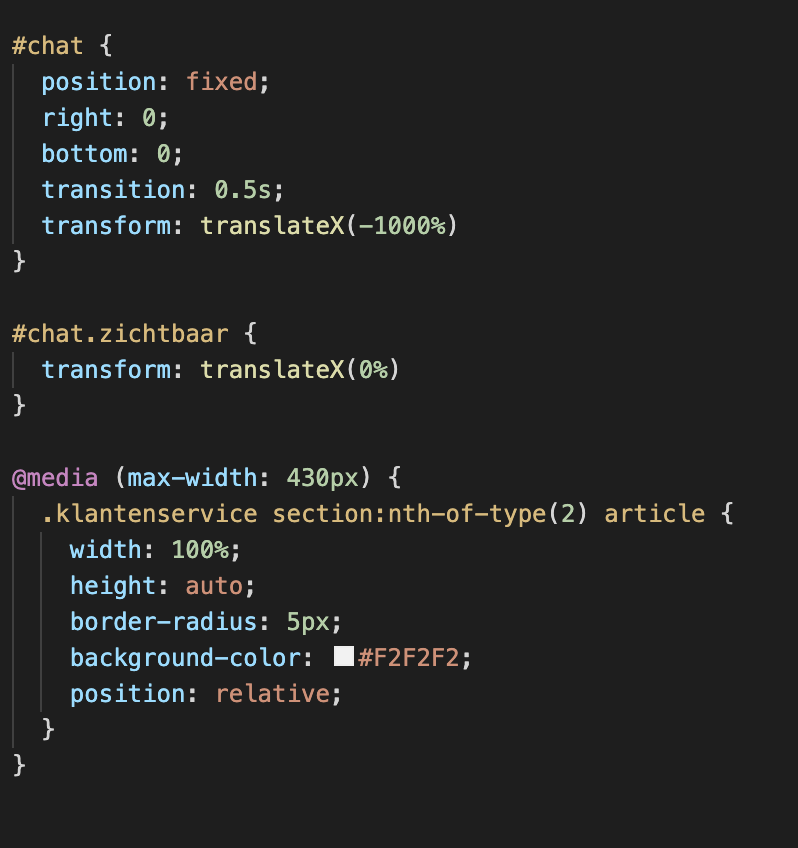 #chat {
position: fixed;
right: 0;
bottom: 0;
transition: 0.5s;
transform: translateX(-1000%)
}
#chat.zichtbaar {
transform: translateX(0%)
}
@media (max-width: 430px) {
.klantenservice section:nth-of-type(2) article {
width: 100%;
height: auto;
border-radius: 5px;
background-color: #F2F2F2;
position: relative;
}
}